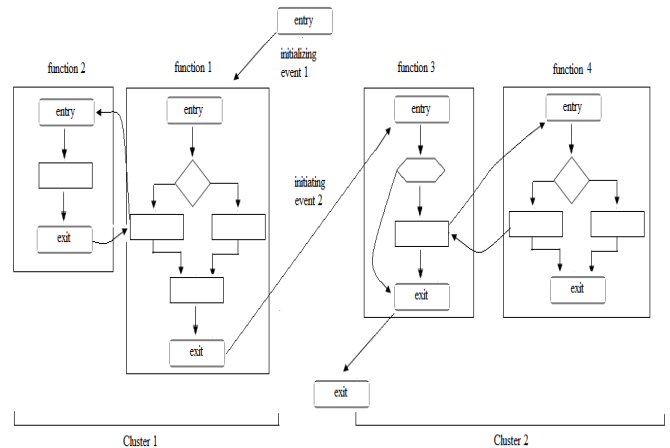 entry
initializing
event 1
function 2
function 1
function 3
function 4
entry
entry
entry
entry
initiating
event 2
exit
exit
exit
exit
exit
Cluster 1
Cluster 2